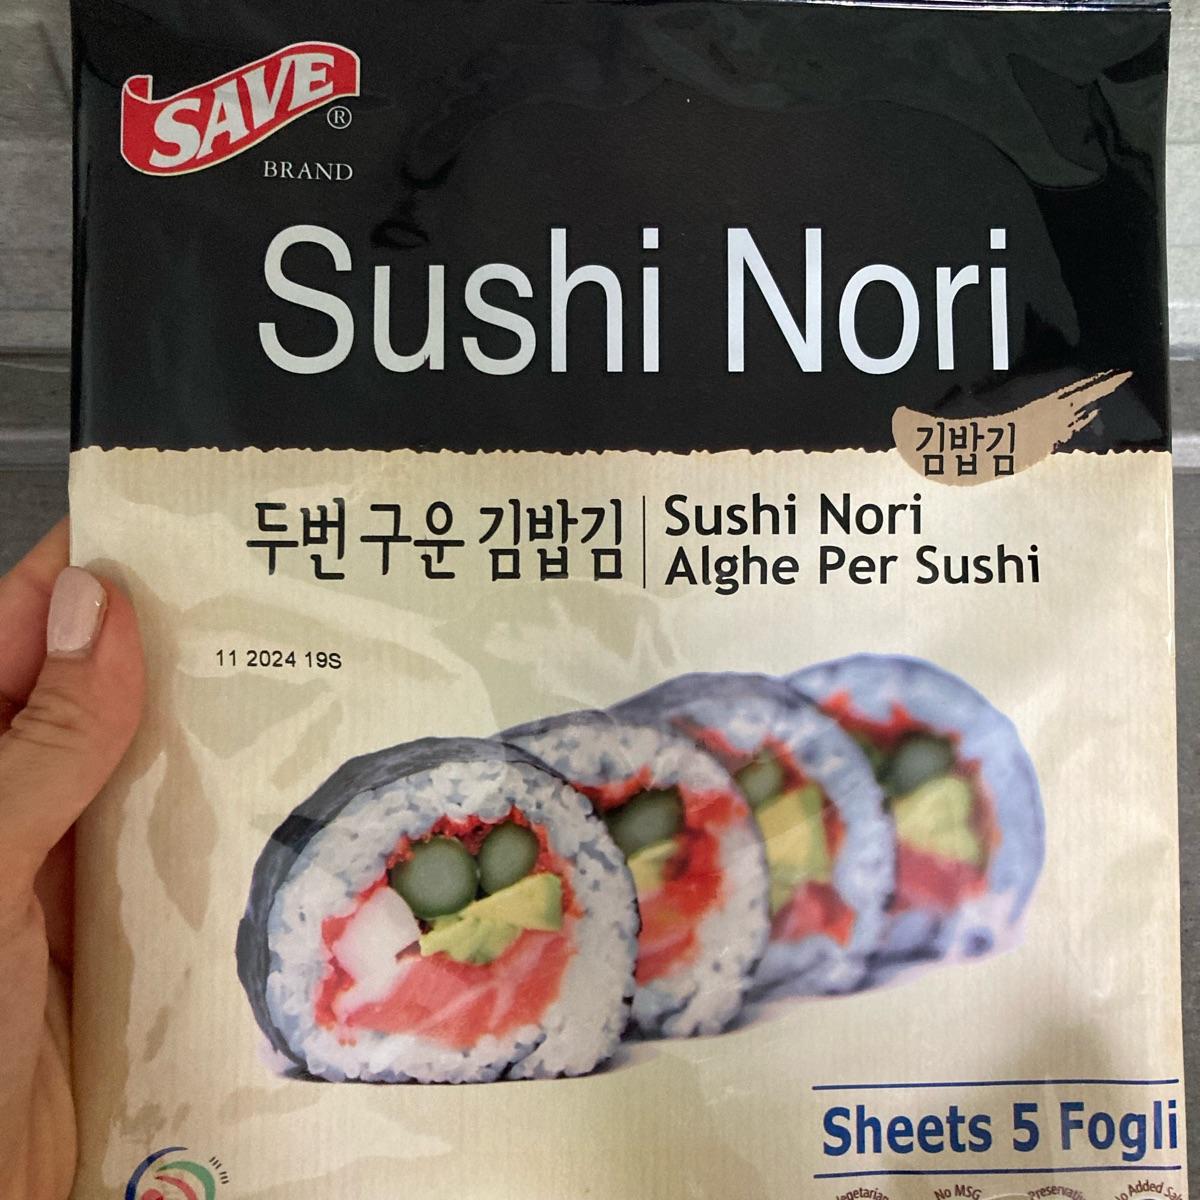 SAVE ®
BRAND
Sushi Nori
김밥김
두번 구운 김밥김
Sushi Nori
Alghe Per Sushi
11 2024 19S
Sheets 5 Fogli
No MSG